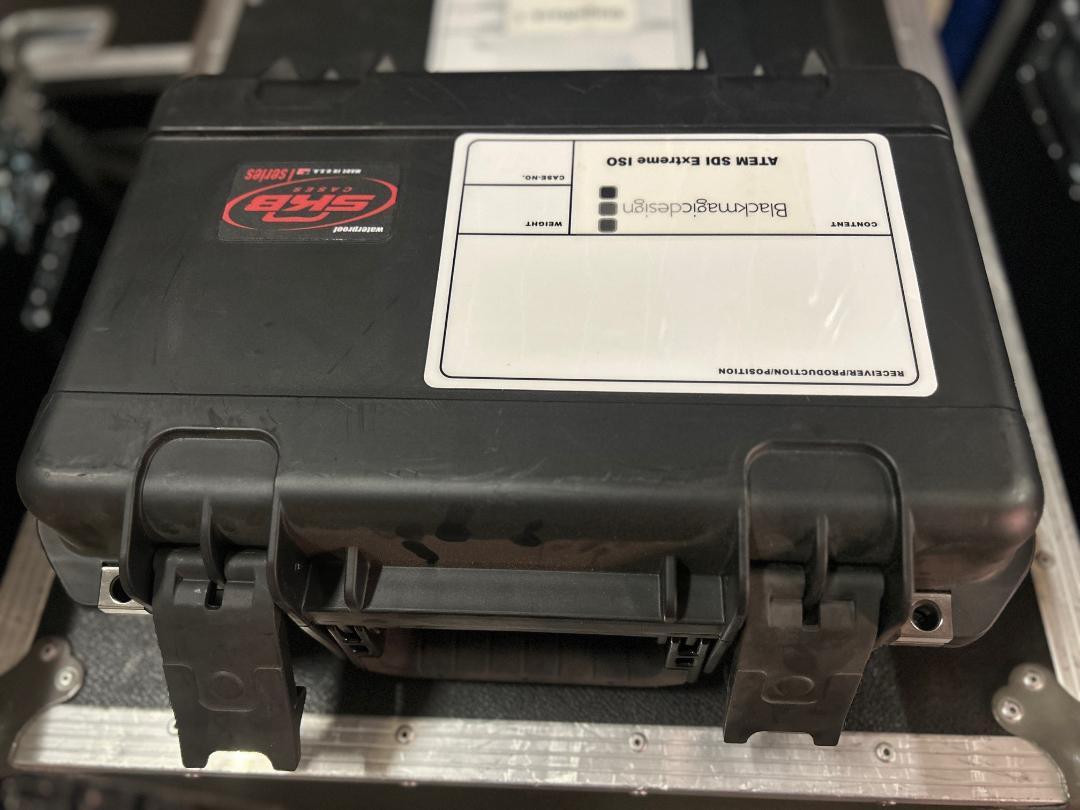 CONTENT
Blackmagicdesign
ATEM SDI Extreme ISO
WEIGHT
CASE-NO.
RECEIVER/PRODUCTION/POSITION
waterproof
SKB
CASES
i series
MADE IN U.S.A.